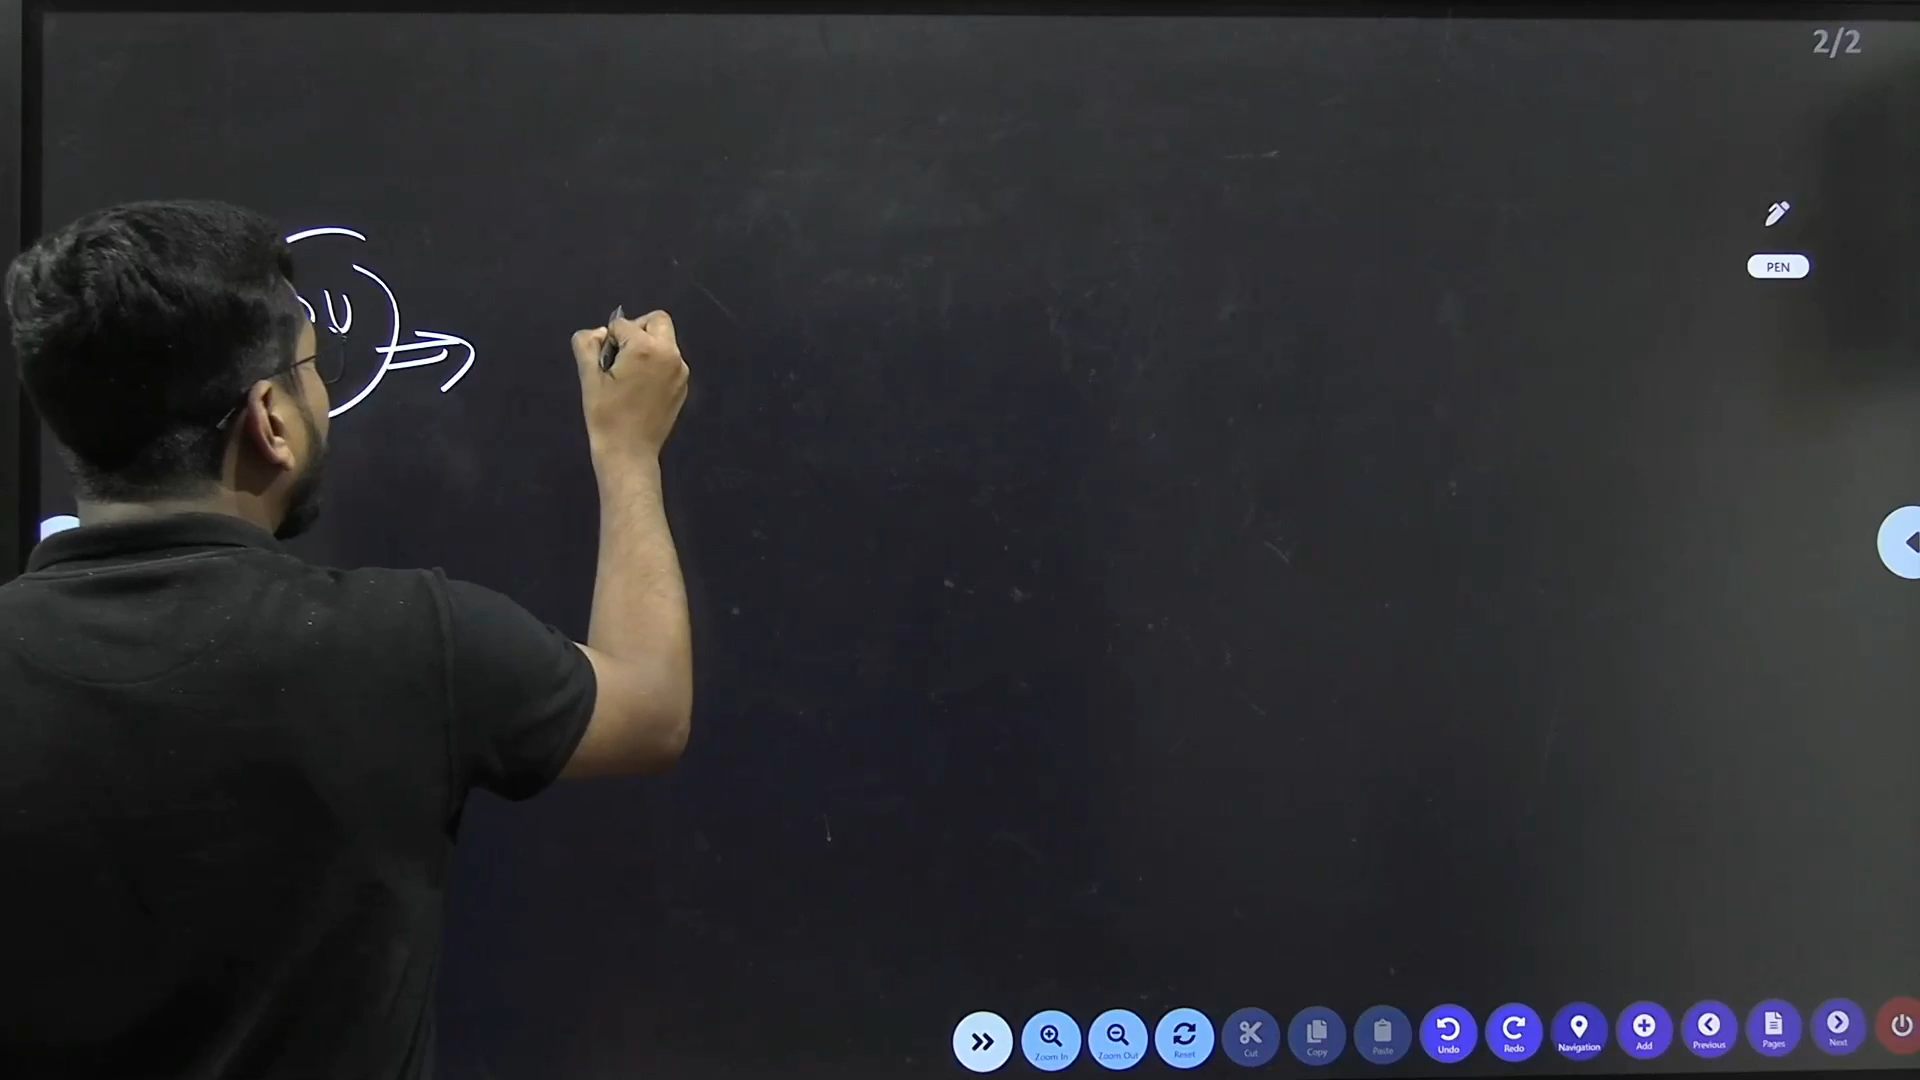 2/2
PEN
Zoom In Zoom Out Reset Cut Copy Paste Undo Redo Navigation Add Previous Pages Next